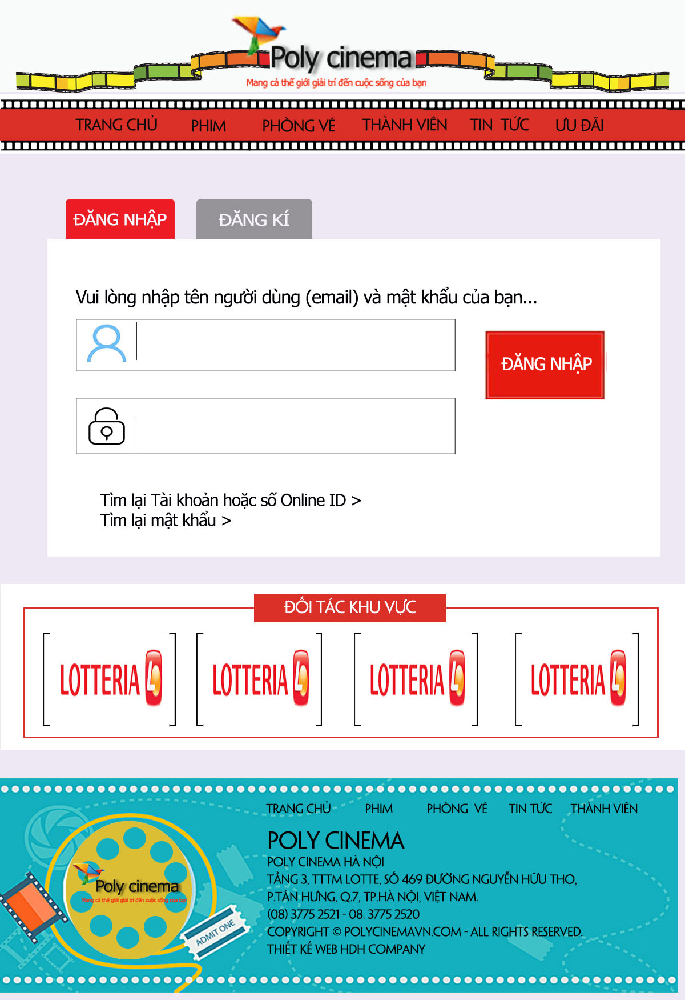 Poly cinema
Mang cả thế giới giải trí đến cuộc sống của bạn
TRANG CHỦ PHIM PHÒNG VÉ THÀNH VIÊN TIN TỨC ƯU ĐÃI
ĐĂNG NHẬP ĐĂNG KÍ
Vui lòng nhập tên người dùng (email) và mật khẩu của bạn...
ĐĂNG NHẬP
Tìm lại Tài khoản hoặc số Online ID >
Tìm lại mật khẩu >
ĐỐI TÁC KHU VỰC
LOTTERIA L LOTTERIA L LOTTERIA L LOTTERIA L
TRANG CHỦ PHIM PHÒNG VÉ TIN TỨC THÀNH VIÊN
POLY CINEMA
POLY CINEMA HÀ NỘI
TẦNG 3, TTTM LOTTE, SỐ 469 ĐƯỜNG NGUYỄN HỮU THỌ,
P.TÂN HƯNG, Q.7, TP.HÀ NỘI, VIỆT NAM.
(08) 3775 2521 - 08. 3775 2520
COPYRIGHT © POLYCINEMAVN.COM - ALL RIGHTS RESERVED.
THIẾT KẾ WEB HDH COMPANY
Poly cinema
Mang cả thế giới giải trí đến cuộc sống của bạn
ADMIT ONE